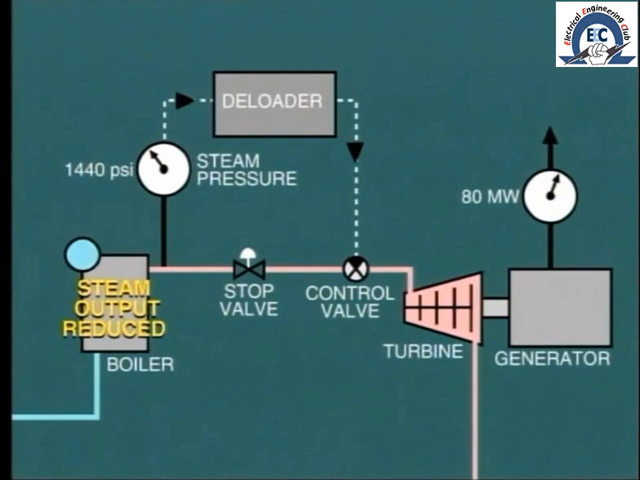 Electrical Engineering Club
EEC
DELOADER
1440 psi
STEAM
PRESSURE
80 MW
STEAM
OUTPUT
REDUCED
BOILER
STOP
VALVE
CONTROL
VALVE
TURBINE
GENERATOR